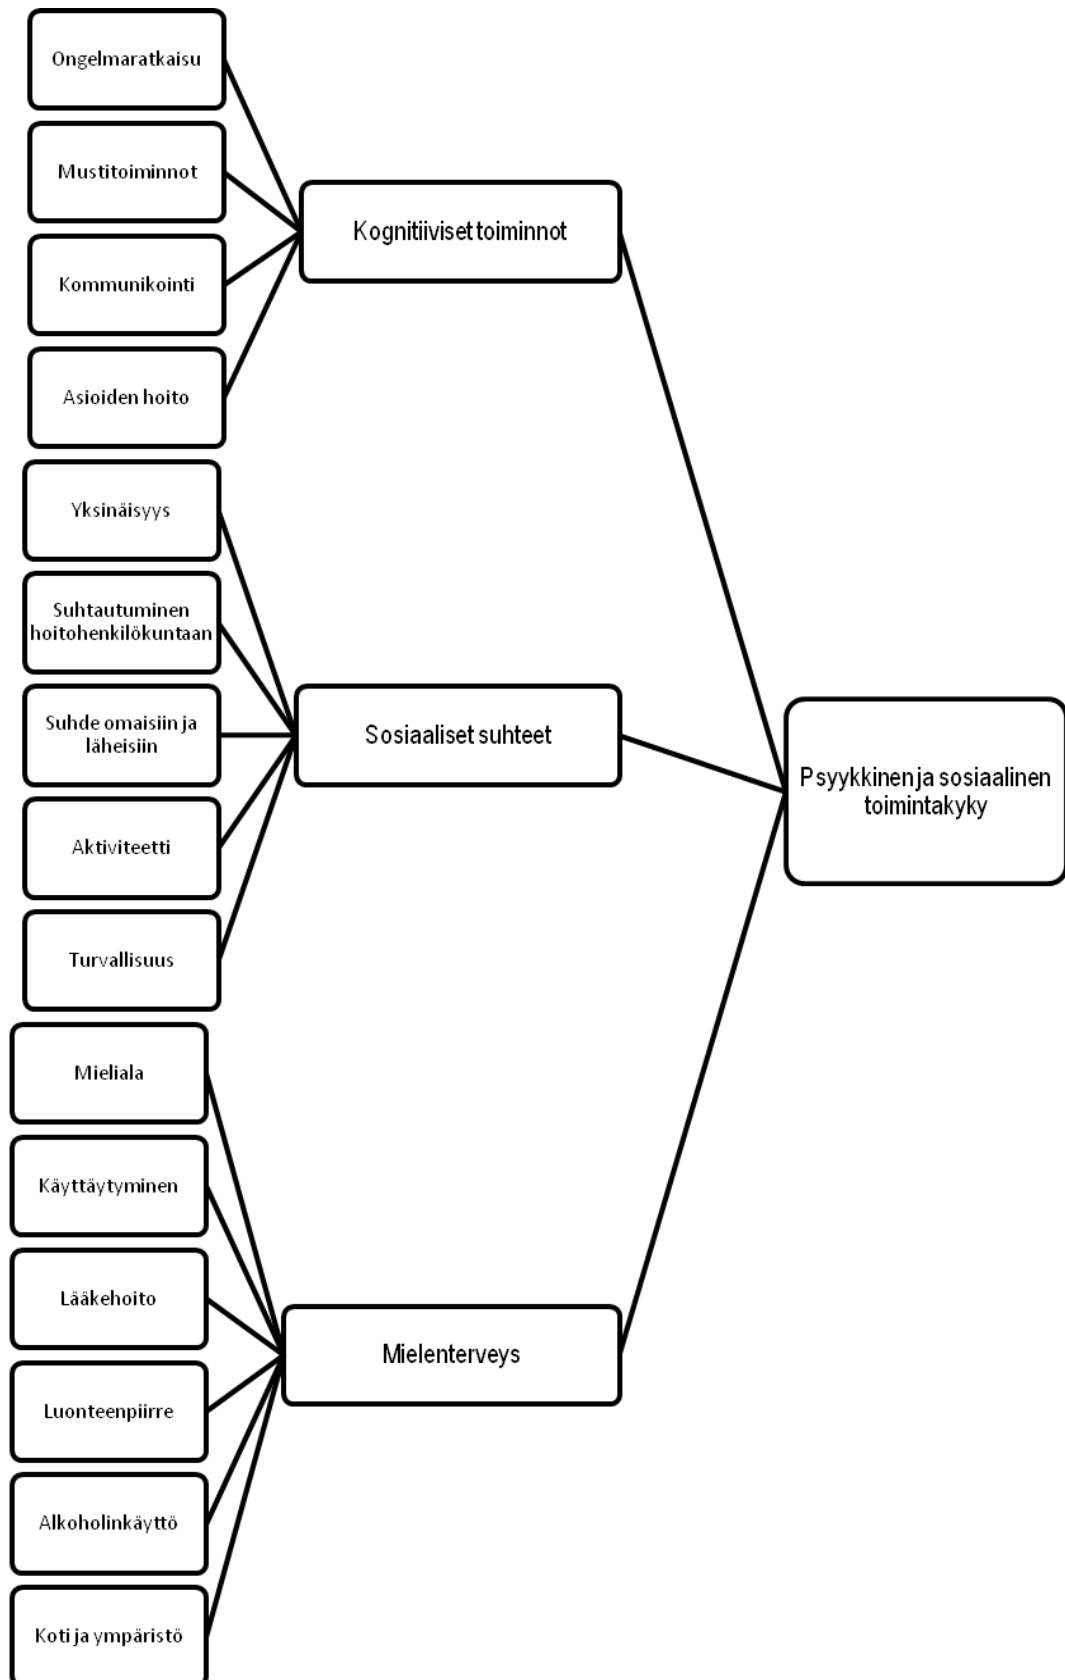 Ongelmaratkaisu
Mustitoiminnot
Kommunikointi
Asioiden hoito
Kognitiiviset toiminnot
Yksinäisyys
Suhtautuminen
hoitohenkilökuntaan
Suhde omaisiin ja
läheisiin
Aktiviteetti
Turvallisuus
Sosiaaliset suhteet
Mieliala
Käyttäytyminen
Lääkehoito
Luonteenpiirre
Alkoholinkäyttö
Koti ja ympäristö
Mielenterveys
Psyykkinen ja sosiaalinen
toimintakyky